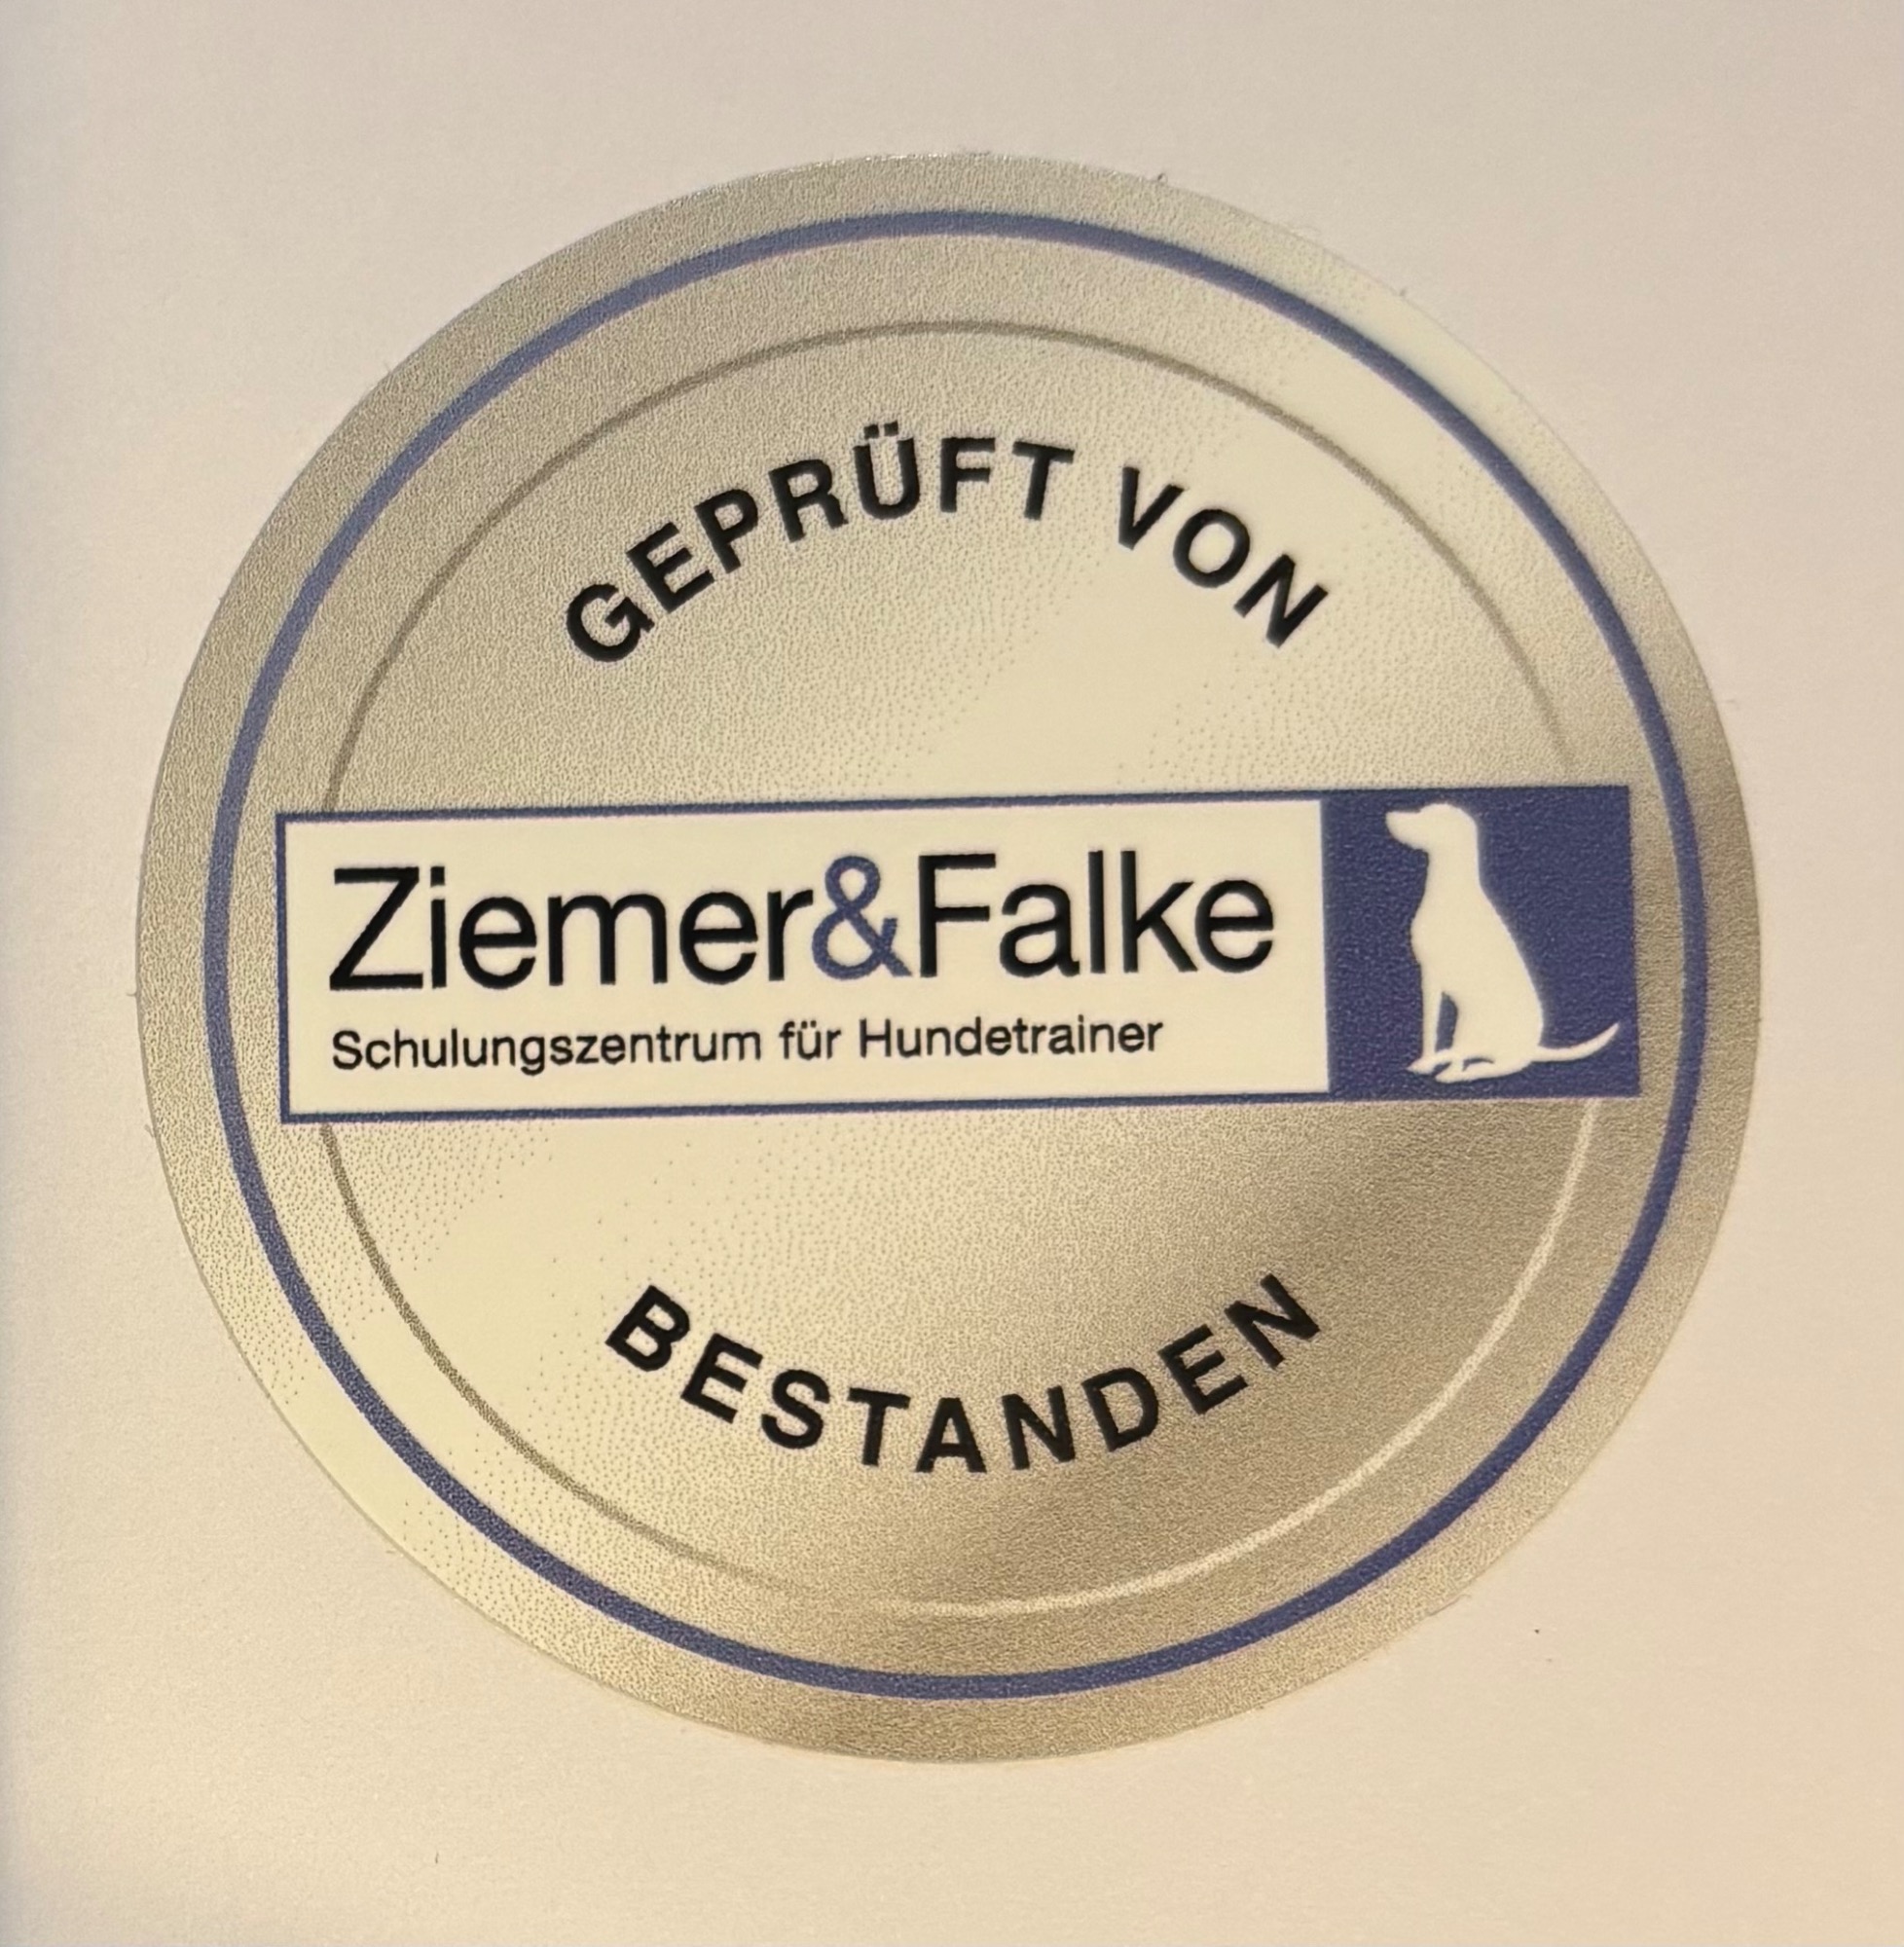 GEPRÜFT VON
Ziemer&Falke
Schulungszentrum für Hundetrainer
BESTANDEN